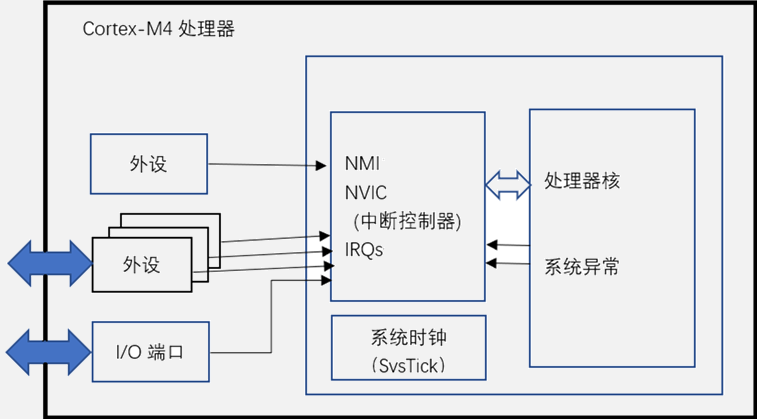 Cortex-M4 处理器
外设
NMI
NVIC
(中断控制器)
IRQs
处理器核
系统异常
外设
I/O 端口
系统时钟
(SvsTick)